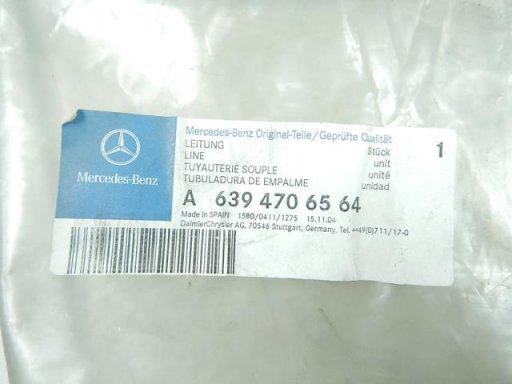 Mercedes-Benz
Mercedes-Benz Original-Teile/Geprüfte Qualität
LEITUNG Stück 1
LINE unit
TUYAUTERIE SOUPLE unité
TUBULADURA DE EMPALME unidad
A 639 470 65 64
Made in SPAIN 1580/0411/1275 15.11.04
DaimlerChrysler AG, 70546 Stuttgart, Germany, Tel. ++49(0)711/17-0